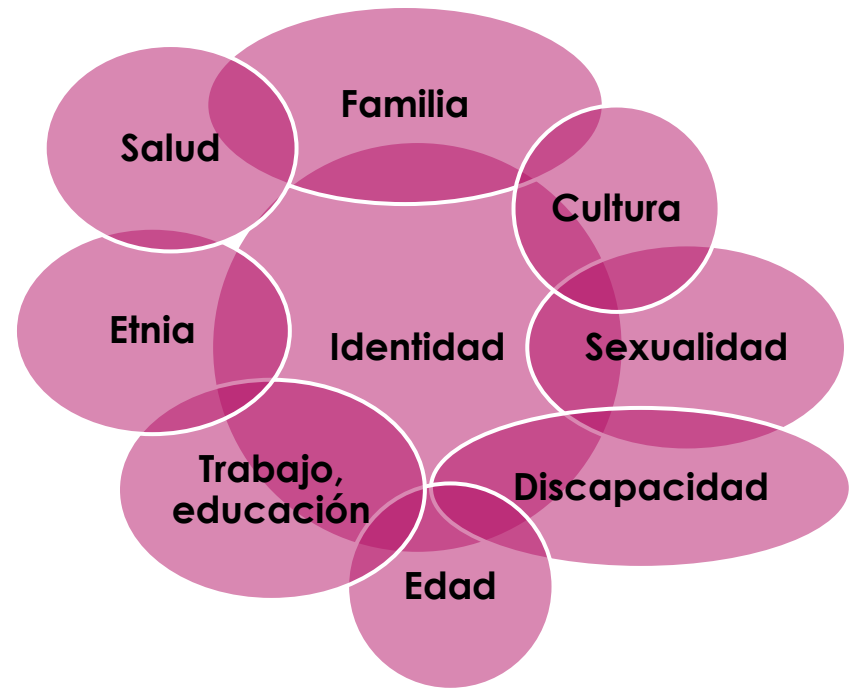 Familia
Salud
Cultura
Etnia
Identidad
Sexualidad
Trabajo,
educación
Discapacidad
Edad